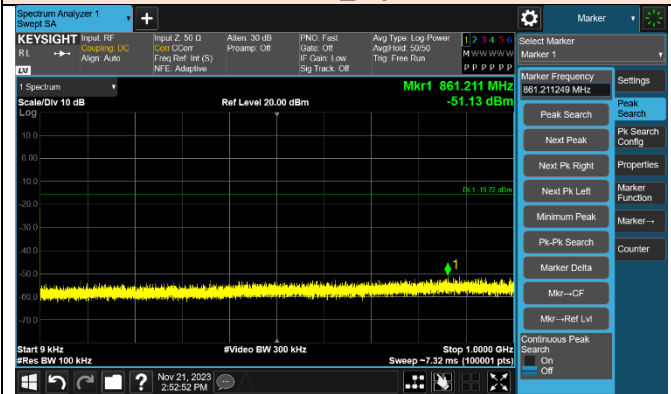 Spectrum Analyzer 1
Swept SA
+
Marker
KEYSIGHT
RL
LXI
Input: RF
Coupling: DC
Align: Auto
Input Z: 50 Ω
Corr CCorr
Freq Ref: Int (S)
NFE: Adaptive
Atten: 30 dB
Preamp: Off
PNO: Fast
Gate: Off
IF Gain: Low
Sig Track: Off
Avg Type: Log-Power
Avg|Hold: 50/50
Trig: Free Run
1 2 3 4 5 6
M W W W W W
P P P P P P
Select Marker
Marker 1
1 Spectrum
Scale/Div 10 dB
Log
Ref Level 20.00 dBm
Mkr1 861.211 MHz
-51.13 dBm
10.0
0.00
-10.0
-20.0
-30.0
-40.0
-50.0
-60.0
-70.0
DL1 -15.72 dBm
1
Start 9 kHz
#Res BW 100 kHz
#Video BW 300 kHz
Stop 1.0000 GHz
Sweep ~7.32 ms (100001 pts)
Marker Frequency
861.211249 MHz
Peak Search
Next Peak
Next Pk Right
Next Pk Left
Minimum Peak
Pk-Pk Search
Marker Delta
Mkr→CF
Mkr→Ref Lvl
Continuous Peak
Search
On
Off
Settings
Peak
Search
Pk Search
Config
Properties
Marker
Function
Marker→
Counter
?
Nov 21, 2023
2:52:52 PM